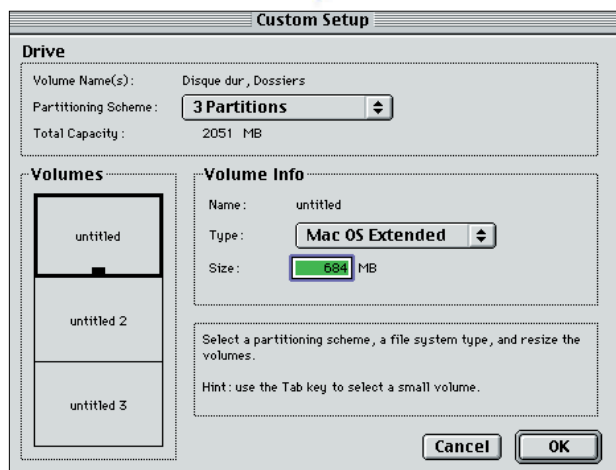 Custom Setup
Drive
Volume Name(s): Disque dur, Dossiers
Partitioning Scheme: 3 Partitions
Total Capacity: 2051 MB
Volumes
untitled
untitled 2
untitled 3
Volume Info
Name: untitled
Type: Mac OS Extended
Size: 684 MB
Select a partitioning scheme, a file system type, and resize the
volumes.
Hint: use the Tab key to select a small volume.
Cancel OK